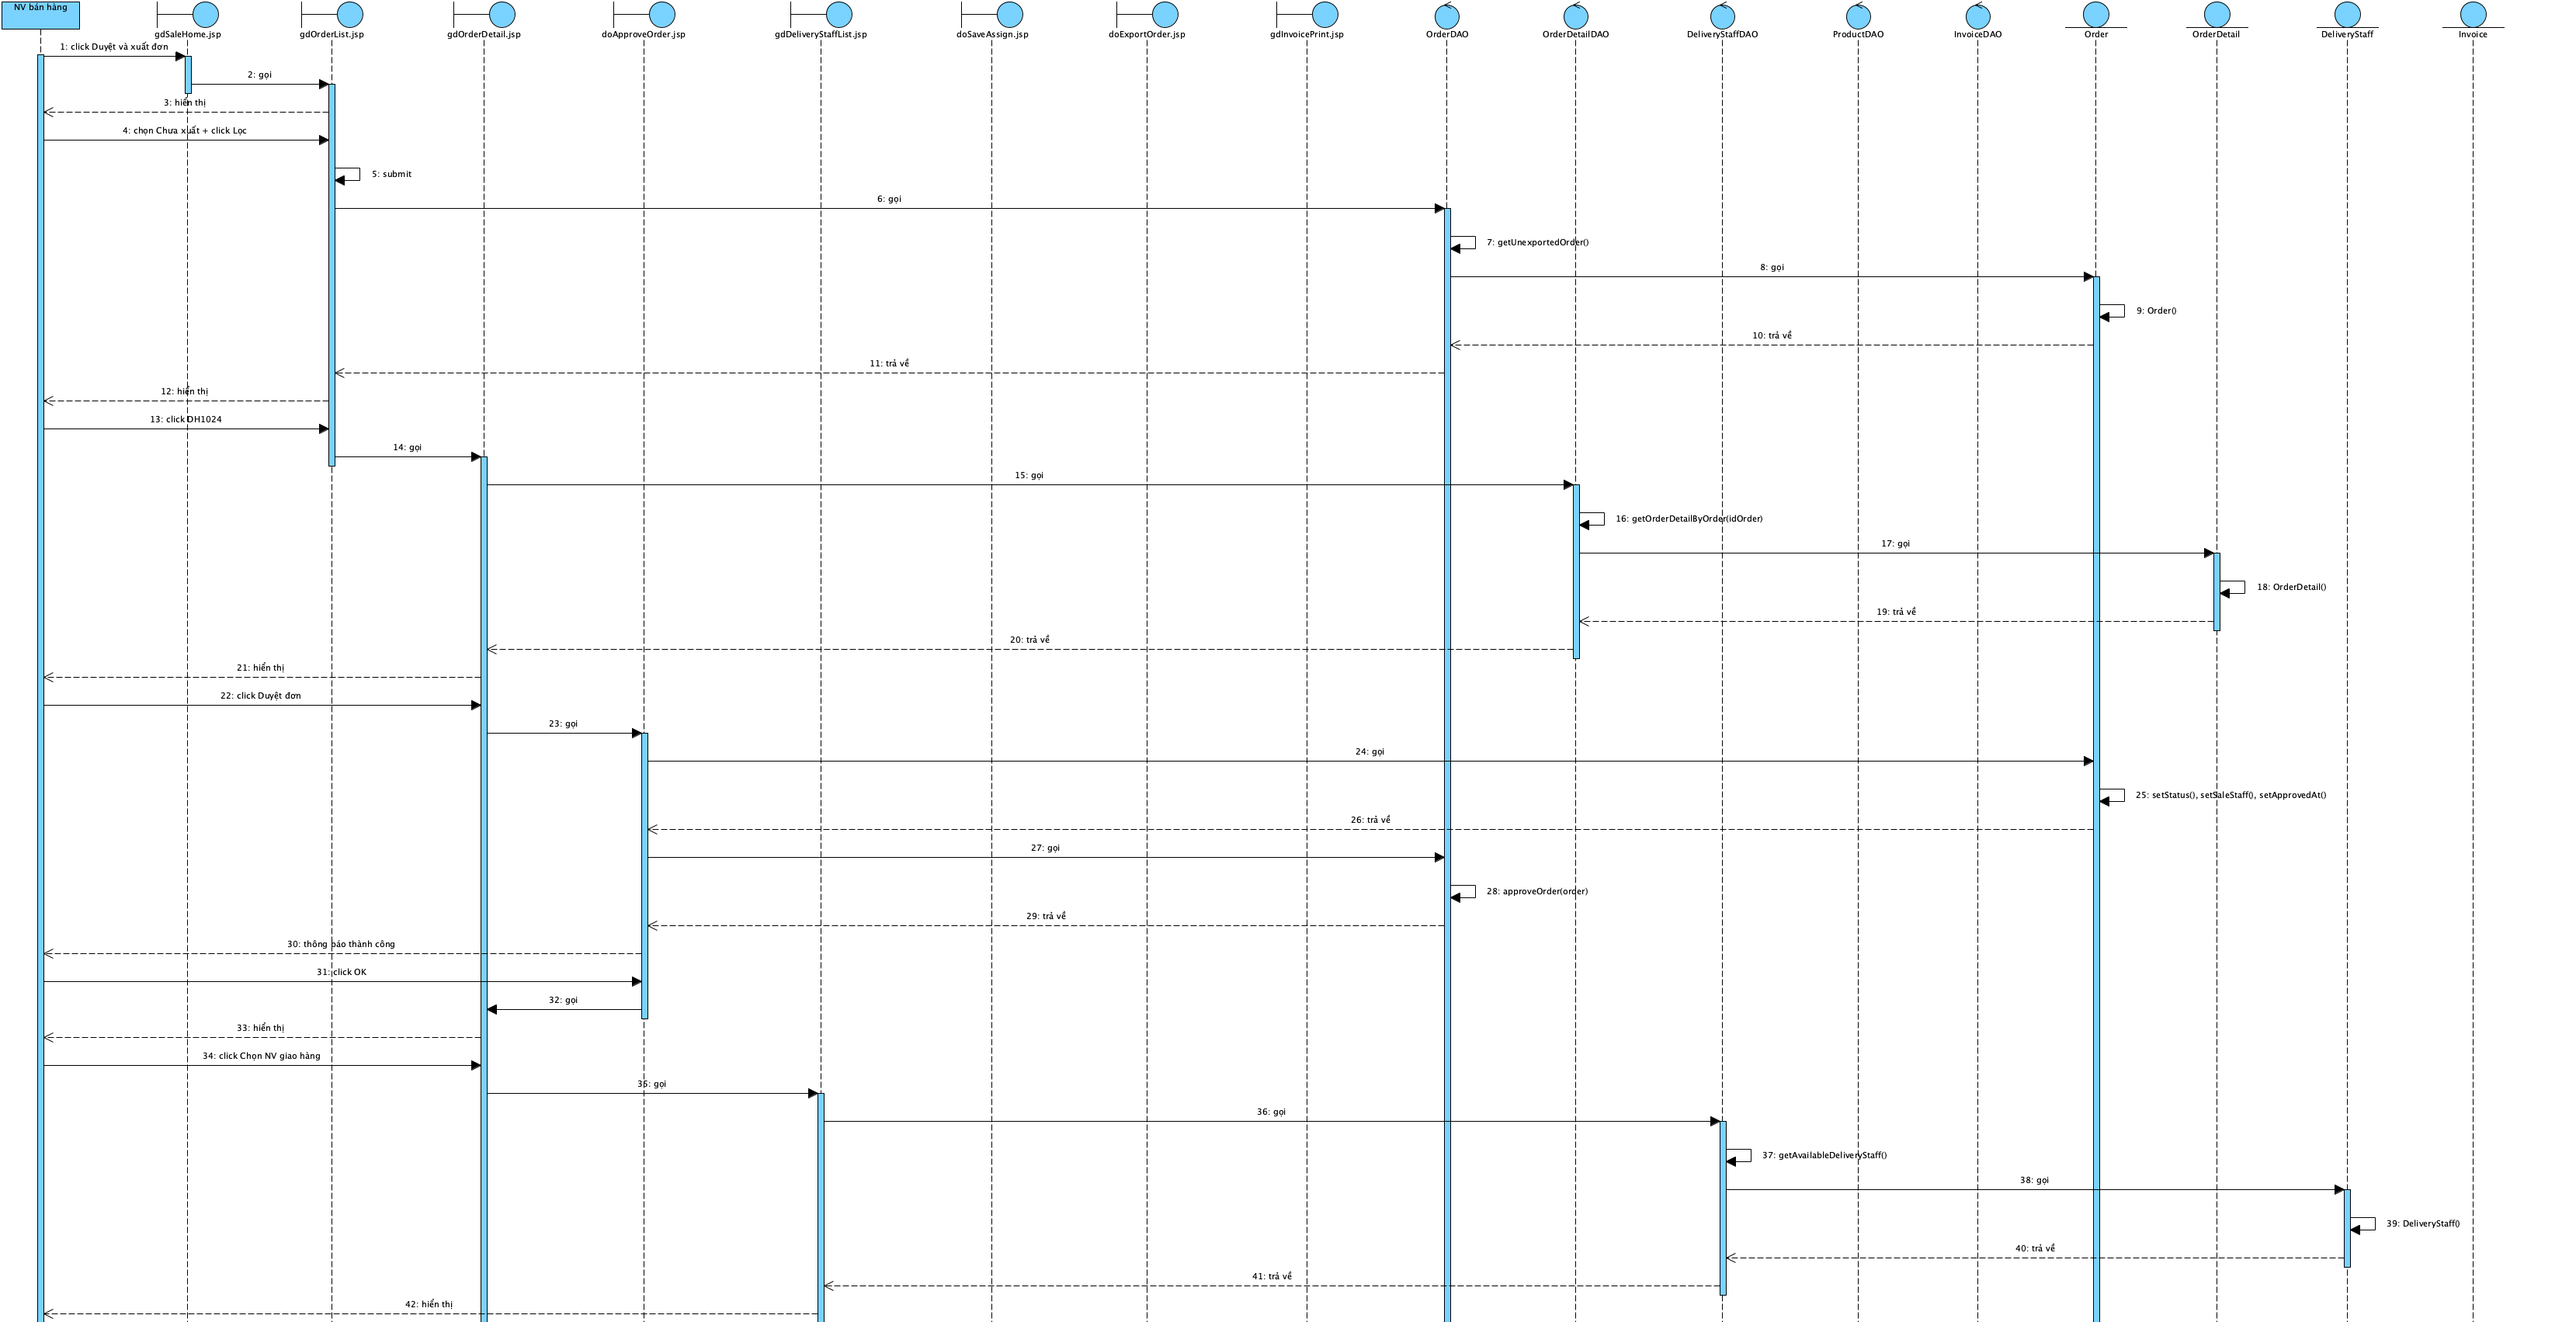 NV bán hàng
gdSaleHome.jsp
gdOrderList.jsp
gdOrderDetail.jsp
doApproveOrder.jsp
gdDeliveryStaffList.jsp
doSaveAssign.jsp
doExportOrder.jsp
gdInvoicePrint.jsp
OrderDAO
OrderDetailDAO
DeliveryStaffDAO
ProductDAO
InvoiceDAO
Order
OrderDetail
DeliveryStaff
Invoice
1: click Duyệt và xuất đơn
2: gọi
3: hiển thị
4: chọn Chưa xuất + click Lọc
5: submit
6: gọi
7: getUnexportedOrder()
8: gọi
9: Order()
10: trả về
11: trả về
12: hiển thị
13: click DH1024
14: gọi
15: gọi
16: getOrderDetailByOrder(idOrder)
17: gọi
18: OrderDetail()
19: trả về
20: trả về
21: hiển thị
22: click Duyệt đơn
23: gọi
24: gọi
25: setStatus(), setSaleStaff(), setApprovedAt()
26: trả về
27: gọi
28: approveOrder(order)
29: trả về
30: thông báo thành công
31: click OK
32: gọi
33: hiển thị
34: click Chọn NV giao hàng
35: gọi
36: gọi
37: getAvailableDeliveryStaff()
38: gọi
39: DeliveryStaff()
40: trả về
41: trả về
42: hiển thị